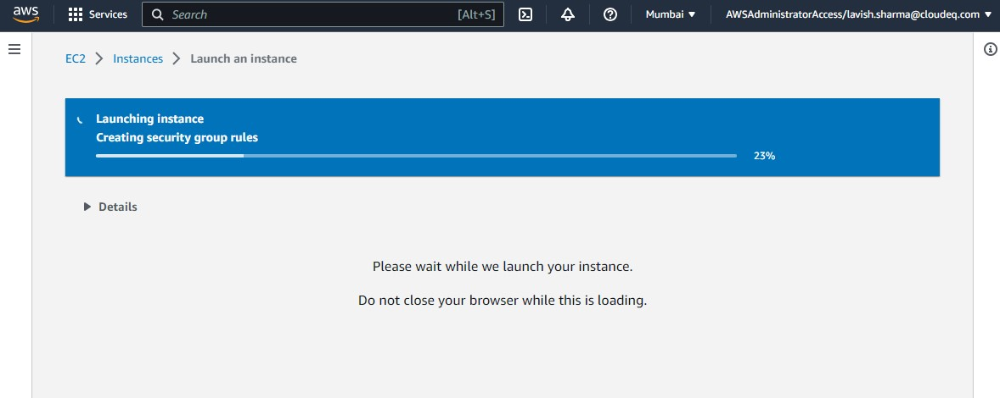 aws Services Search [Alt+S] Mumbai AWSAdministratorAccess/lavish.sharma@cloudeq.com
EC2 Instances Launch an instance
Launching instance
Creating security group rules
23%
Details
Please wait while we launch your instance.
Do not close your browser while this is loading.